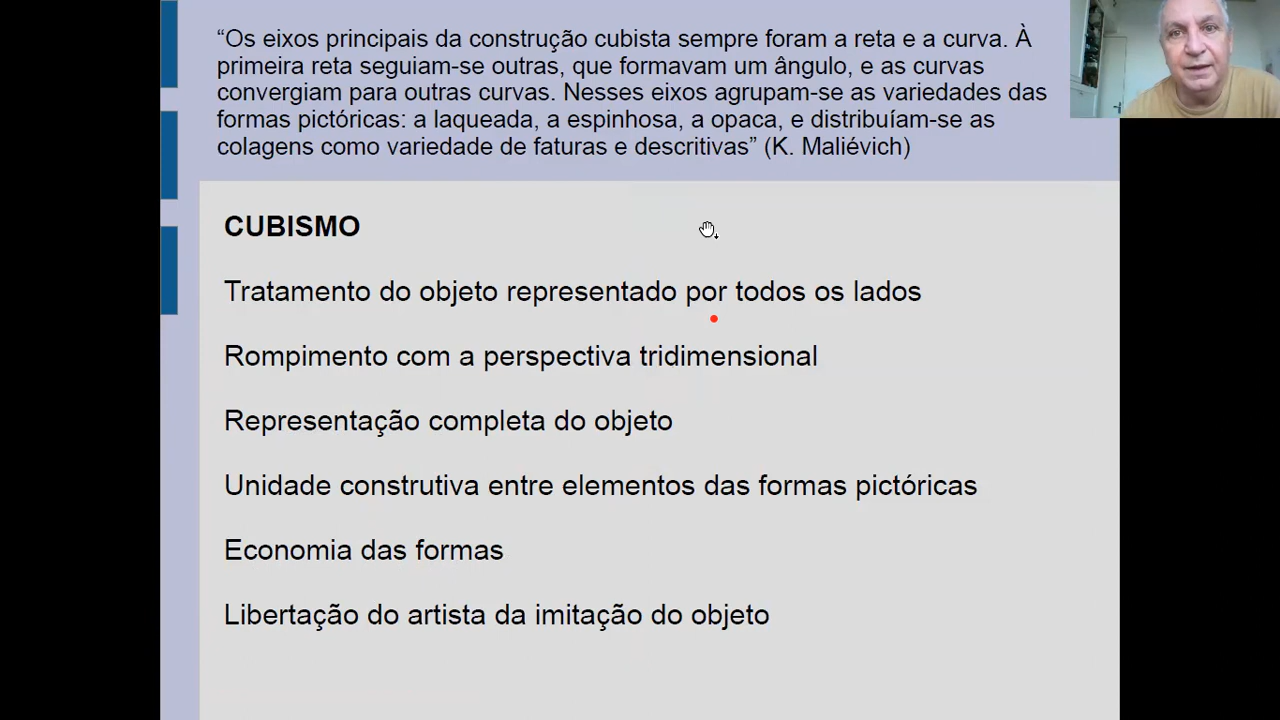 “Os eixos principais da construção cubista sempre foram a reta e a curva. À
primeira reta seguiam-se outras, que formavam um ângulo, e as curvas
convergiam para outras curvas. Nesses eixos agrupam-se as variedades das
formas pictóricas: a laqueada, a espinhosa, a opaca, e distribuíam-se as
colagens como variedade de faturas e descritivas” (K. Maliévich)
CUBISMO
Tratamento do objeto representado por todos os lados
Rompimento com a perspectiva tridimensional
Representação completa do objeto
Unidade construtiva entre elementos das formas pictóricas
Economia das formas
Libertação do artista da imitação do objeto